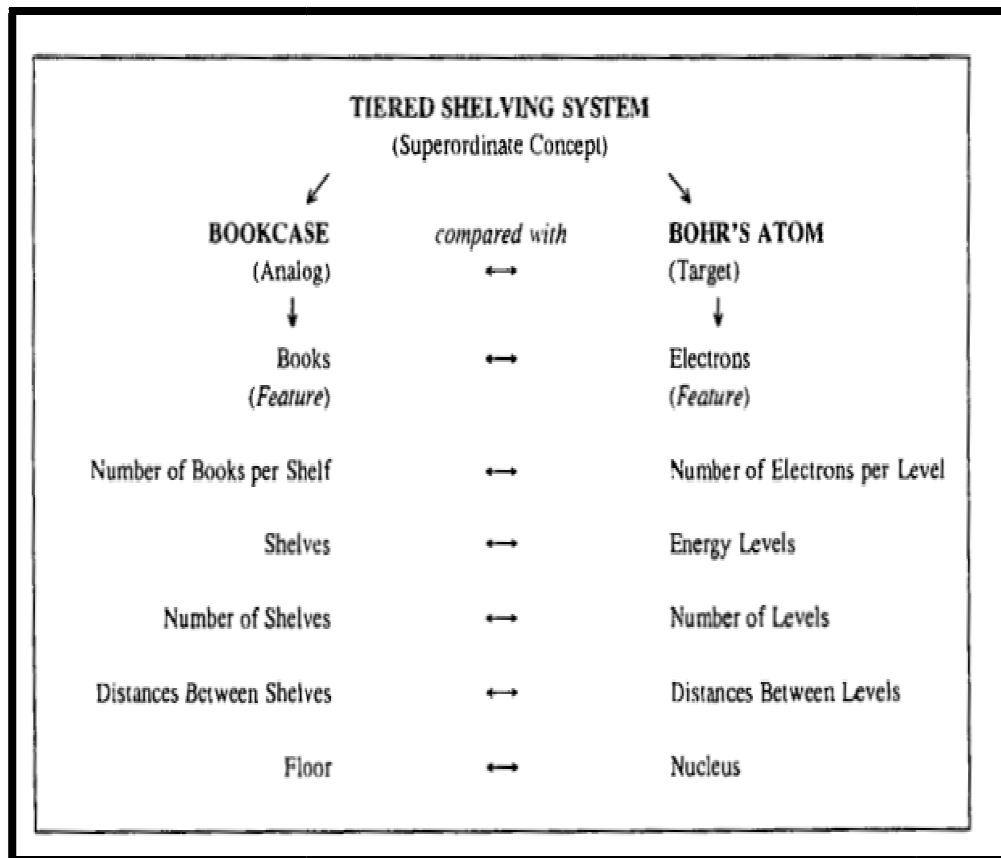 TIERED SHELVING SYSTEM
(Superordinate Concept)
BOOKCASE compared with BOHR'S ATOM
(Analog) ↔ (Target)
Books ↔ Electrons
(Feature) (Feature)
Number of Books per Shelf ↔ Number of Electrons per Level
Shelves ↔ Energy Levels
Number of Shelves ↔ Number of Levels
Distances Between Shelves ↔ Distances Between Levels
Floor ↔ Nucleus